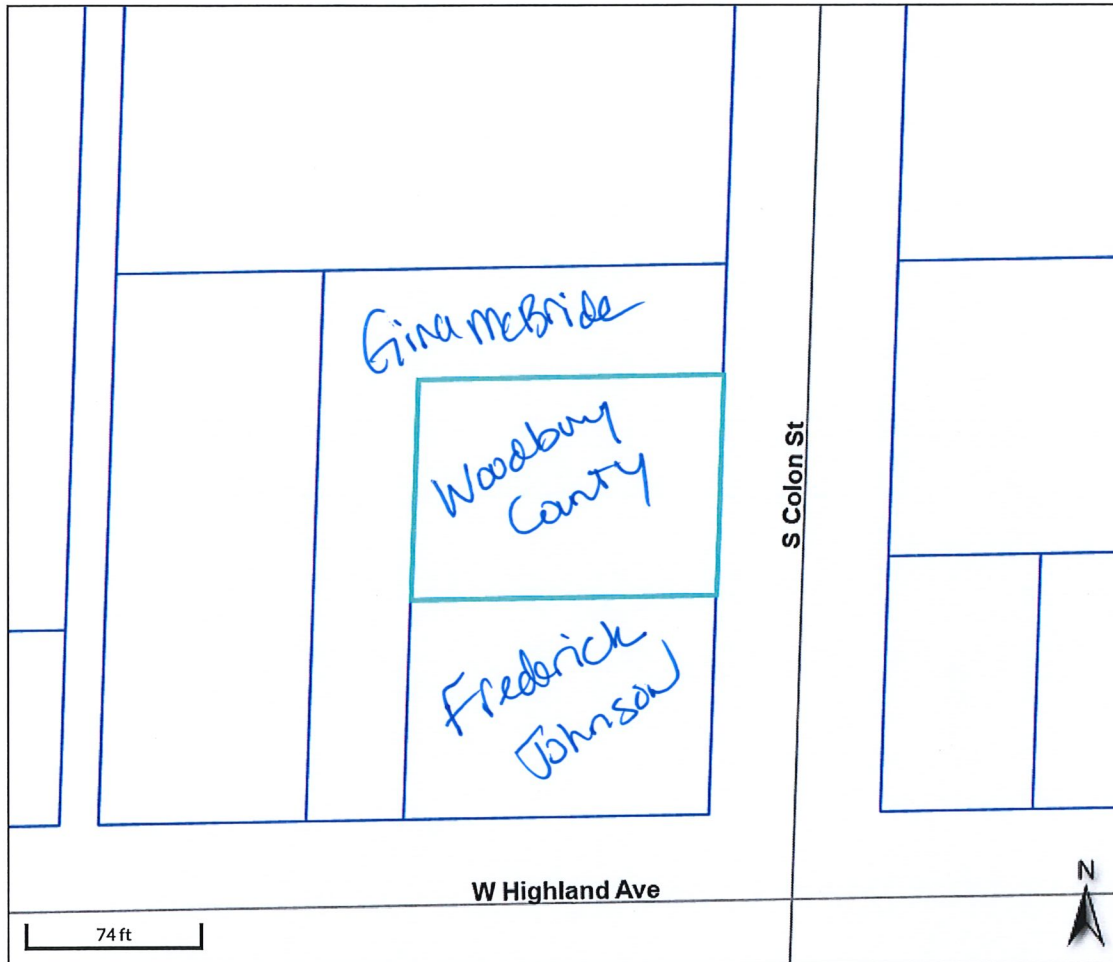 Gina McBride
Woodbury
County
S Colon St
Frederick
Johnson
W Highland Ave
N
74 ft